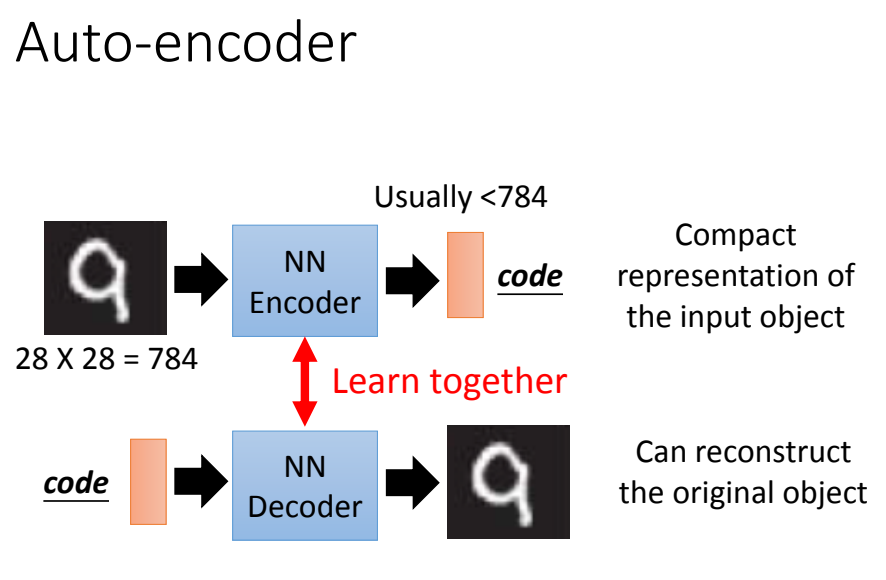 Auto-encoder
Usually <784
NN
Encoder
code
Compact
representation of
the input object
28 X 28 = 784
Learn together
code
NN
Decoder
Can reconstruct
the original object